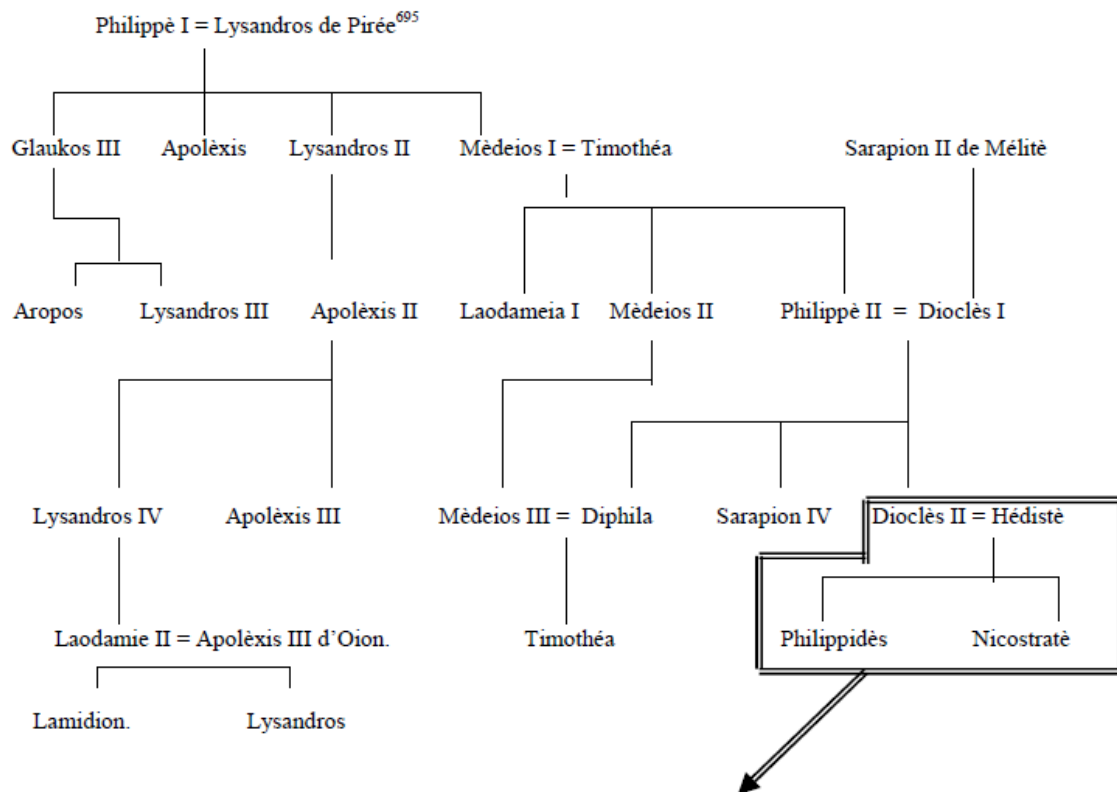 Philippè I = Lysandros de Pirée695
Glaukos III Apolèxis Lysandros II Mèdeios I = Timothéa Sarapion II de Mélitè
Aropos Lysandros III Apolèxis II Laodameia I Mèdeios II Philippè II = Dioclès I
Lysandros IV Apolèxis III Mèdeios III = Diphila Sarapion IV Dioclès II = Hédistè
Laodamie II = Apolèxis III d'Oion. Timothéa Philippidès Nicostratè
Lamidion. Lysandros